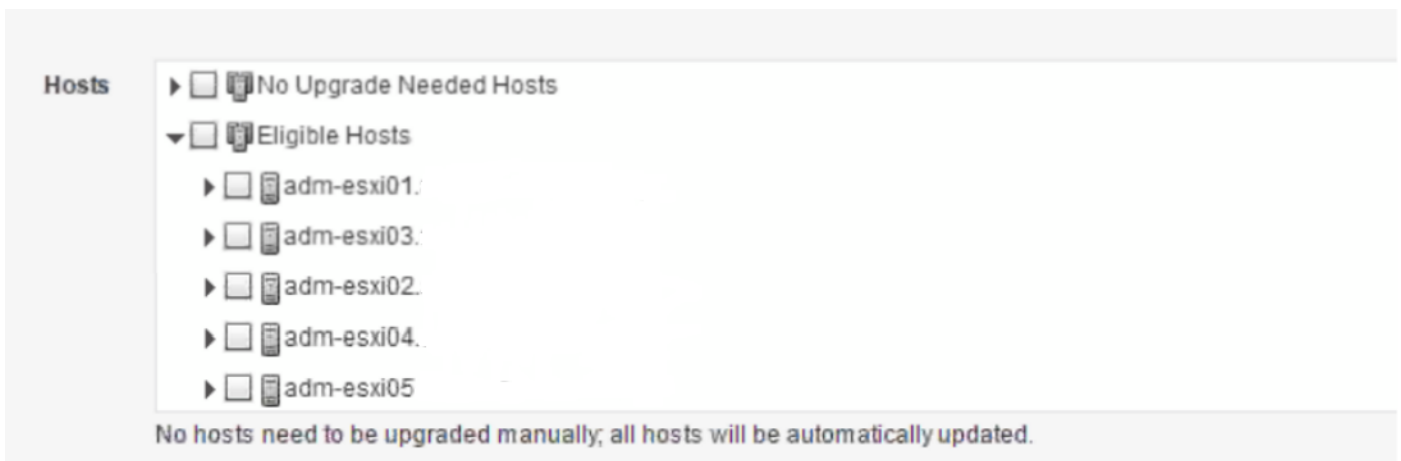 Hosts
No Upgrade Needed Hosts
Eligible Hosts
adm-esxi01.
adm-esxi03.
adm-esxi02.
adm-esxi04.
adm-esxi05
No hosts need to be upgraded manually; all hosts will be automatically updated.